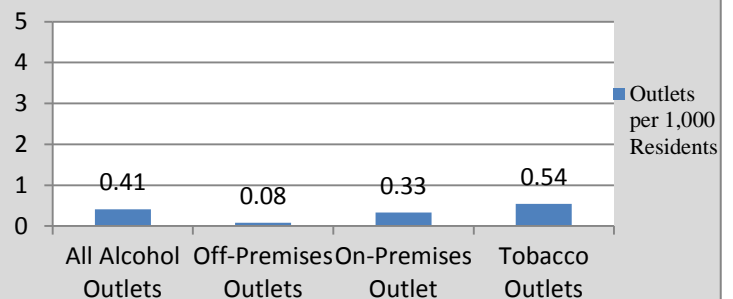 5
4
3
2
1
0
0.41
0.08
0.33
0.54
All Alcohol Outlets
Off-Premises Outlets
On-Premises Outlet
Tobacco Outlets
Outlets
per 1,000
Residents